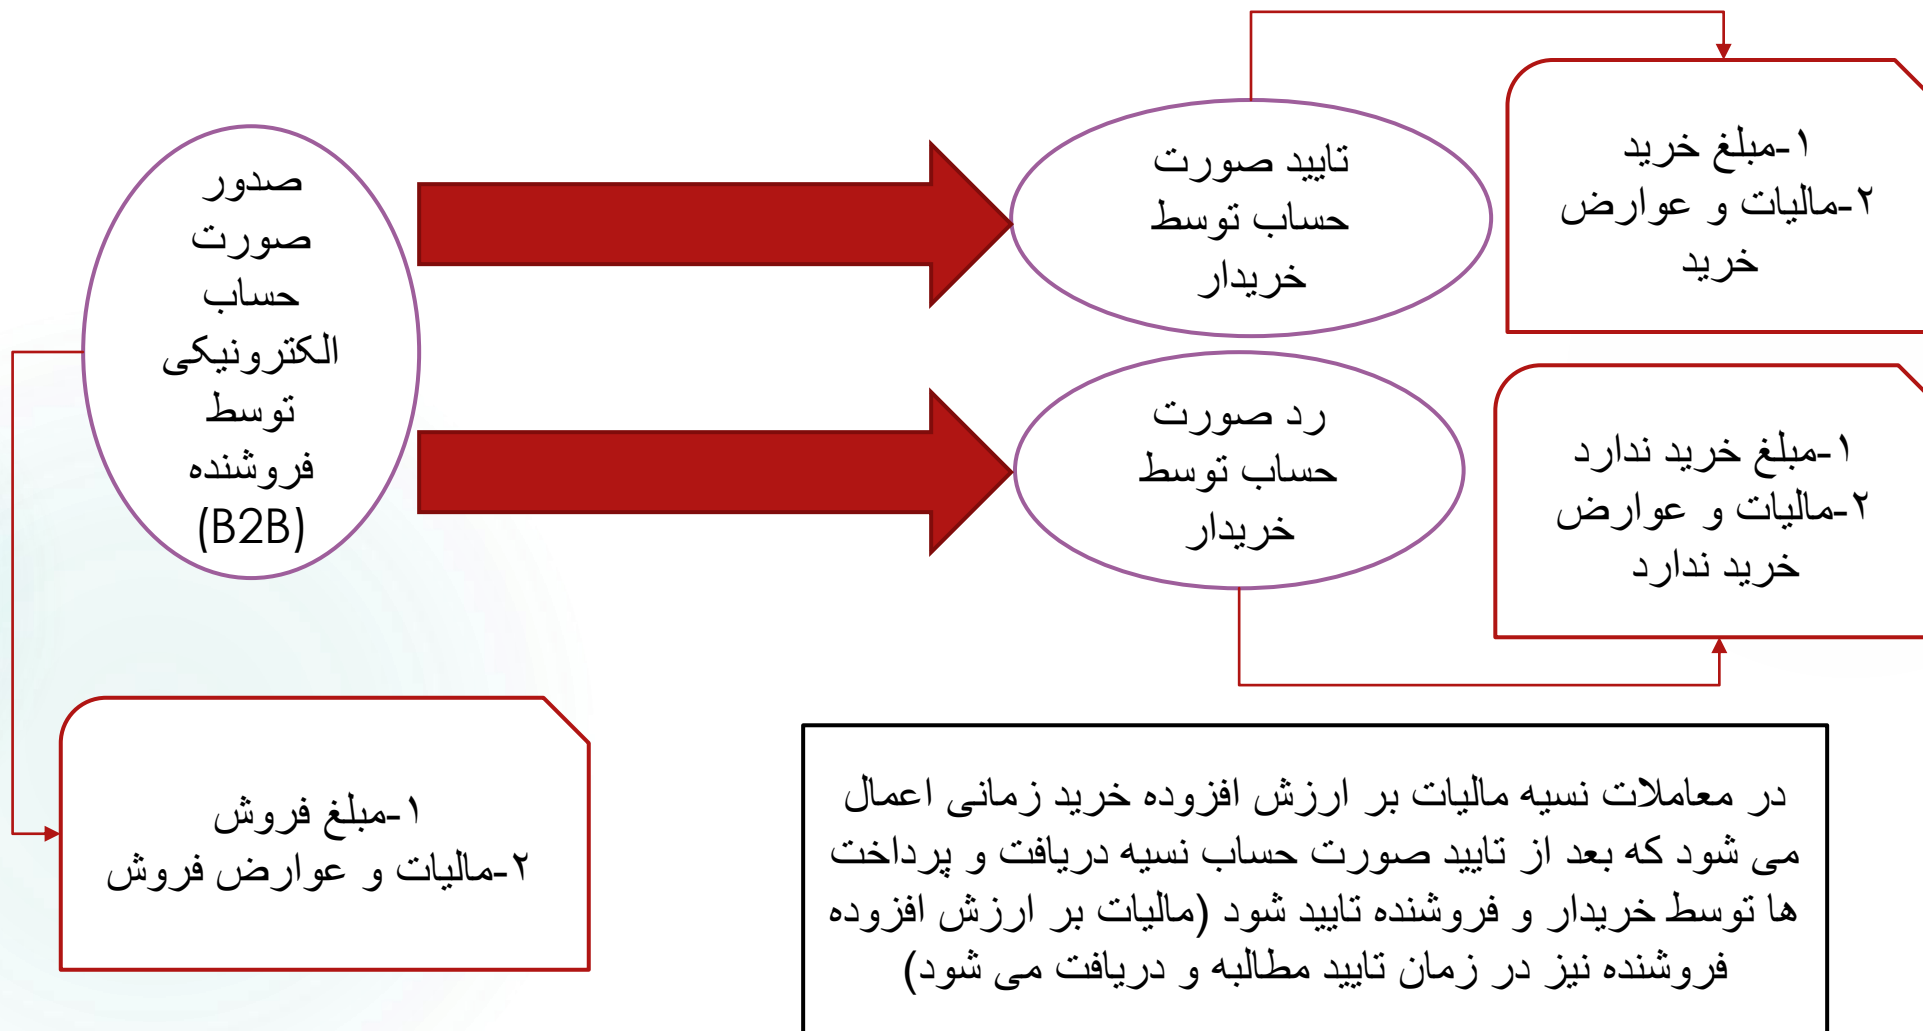 صدور
صورت
حساب
الکترونیکی
توسط
فروشنده
(B2B)
تایید صورت
حساب توسط
خریدار
۱-مبلغ خرید
۲-مالیات و عوارض
خرید
رد صورت
حساب توسط
خریدار
۱-مبلغ خرید ندارد
۲-مالیات و عوارض
خرید ندارد
۱-مبلغ فروش
۲-مالیات و عوارض فروش
در معاملات نسیه مالیات بر ارزش افزوده خرید زمانی اعمال
می شود که بعد از تایید صورت حساب نسیه دریافت و پرداخت
ها توسط خریدار و فروشنده تایید شود (مالیات بر ارزش افزوده
فروشنده نیز در زمان تایید مطالبه و دریافت می شود)